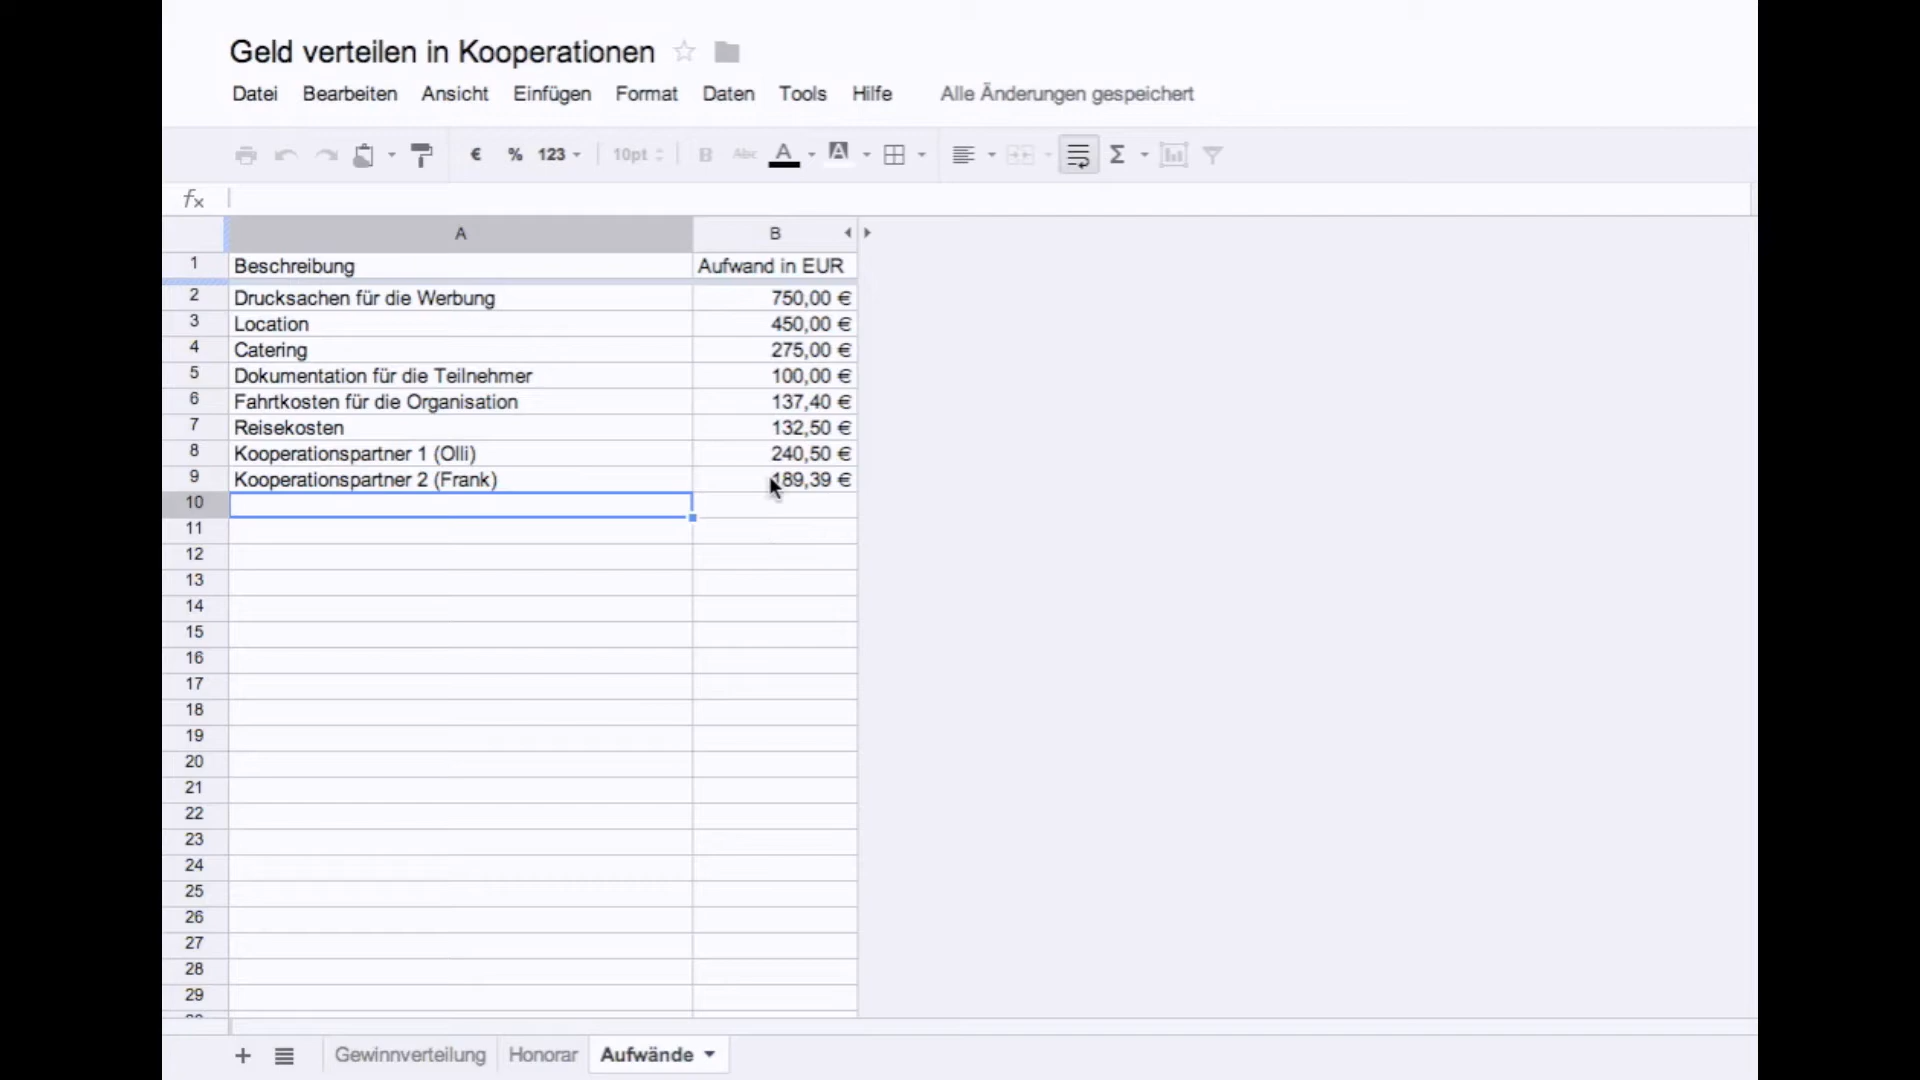 Geld verteilen in Kooperationen
Datei Bearbeiten Ansicht Einfügen Format Daten Tools Hilfe Alle Änderungen gespeichert
€ % 123 10pt B Abc A A Σ
fx
A B
1 Beschreibung Aufwand in EUR
2 Drucksachen für die Werbung 750,00 €
3 Location 450,00 €
4 Catering 275,00 €
5 Dokumentation für die Teilnehmer 100,00 €
6 Fahrtkosten für die Organisation 137,40 €
7 Reisekosten 132,50 €
8 Kooperationspartner 1 (Olli) 240,50 €
9 Kooperationspartner 2 (Frank) 189,39 €
10
11
12
13
14
15
16
17
18
19
20
21
22
23
24
25
26
27
28
29
+ Gewinnverteilung Honorar Aufwände